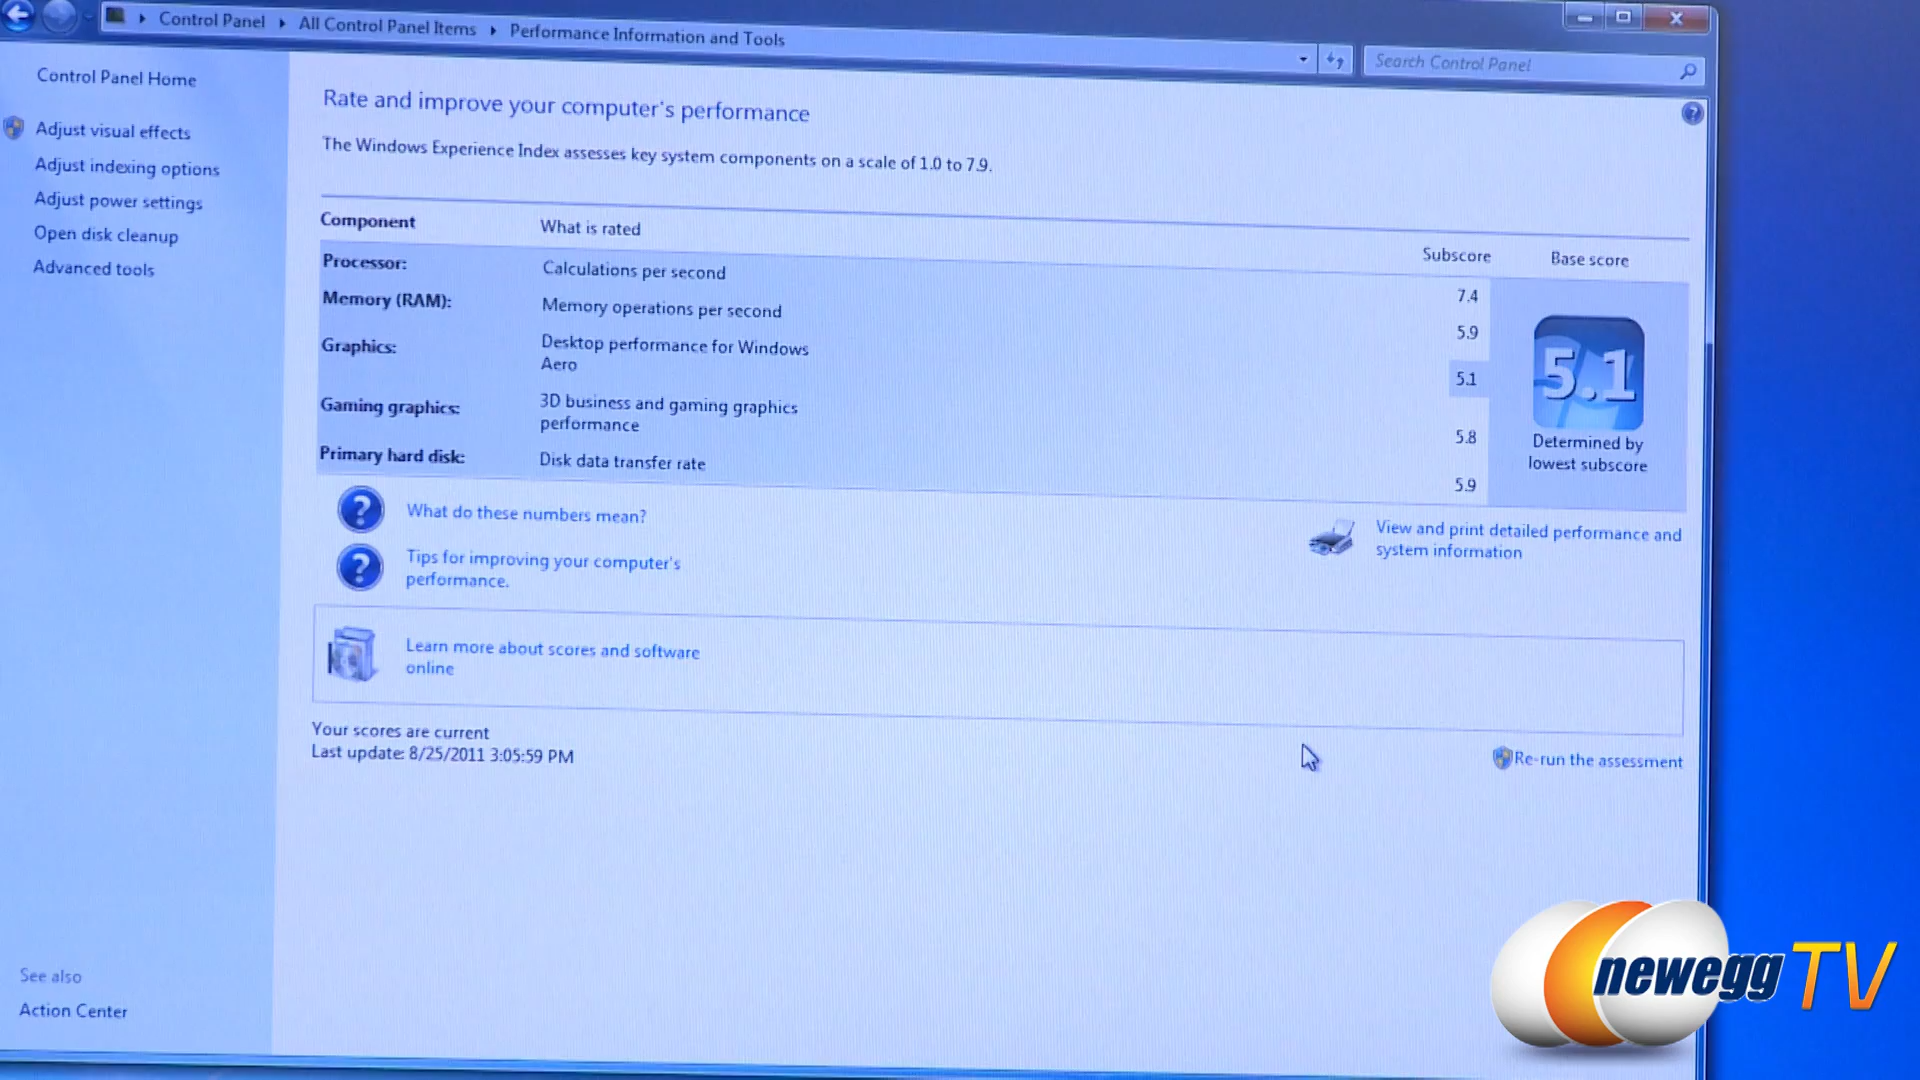 Control Panel
All Control Panel Items
Performance Information and Tools
Search Control Panel
Control Panel Home
Adjust visual effects
Adjust indexing options
Adjust power settings
Open disk cleanup
Advanced tools
See also
Action Center
Rate and improve your computer's performance
The Windows Experience Index assesses key system components on a scale of 1.0 to 7.9.
Component What is rated Subscore Base score
Processor: Calculations per second 7.4
Memory (RAM): Memory operations per second 5.9
Graphics: Desktop performance for Windows
Aero 5.1
Gaming graphics: 3D business and gaming graphics
performance 5.8
Primary hard disk: Disk data transfer rate 5.9
5.1
Determined by
lowest subscore
What do these numbers mean?
Tips for improving your computer's
performance.
View and print detailed performance and
system information
Learn more about scores and software
online
Your scores are current
Last update: 8/25/2011 3:05:59 PM
Re-run the assessment
newegg TV